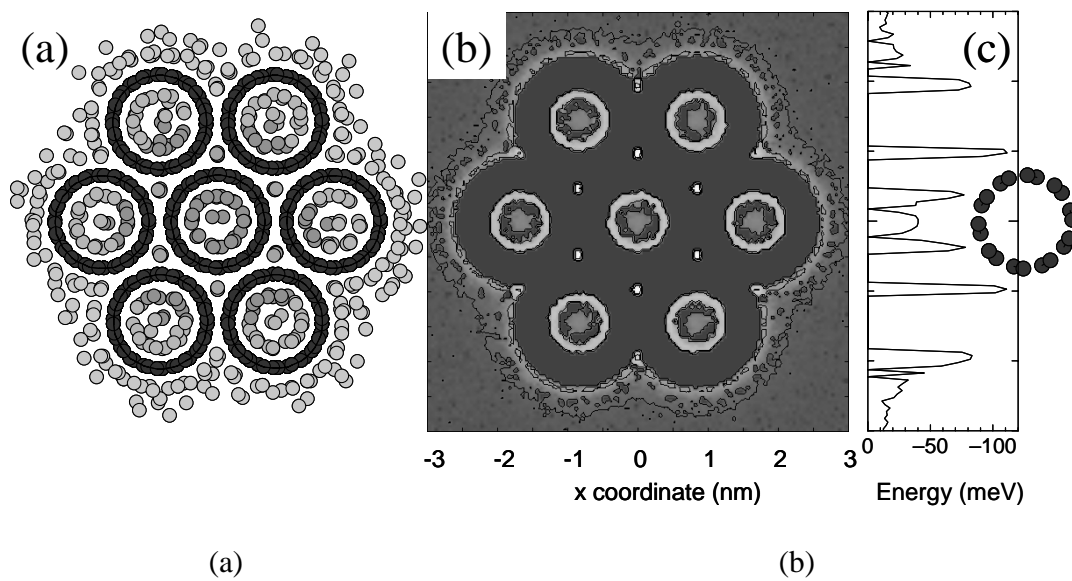 (a)
(b)
(c)
-3 -2 -1 0 1 2 3
x coordinate (nm)
0 –50 –100
Energy (meV)
(a) (b)